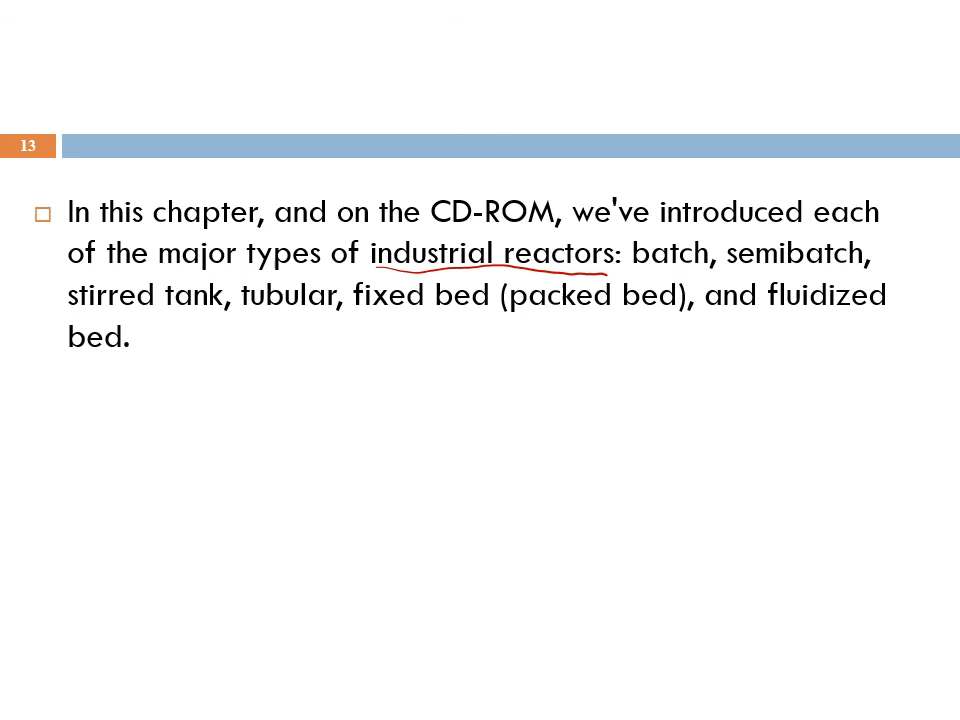 13
In this chapter, and on the CD-ROM, we've introduced each
of the major types of industrial reactors: batch, semibatch,
stirred tank, tubular, fixed bed (packed bed), and fluidized
bed.